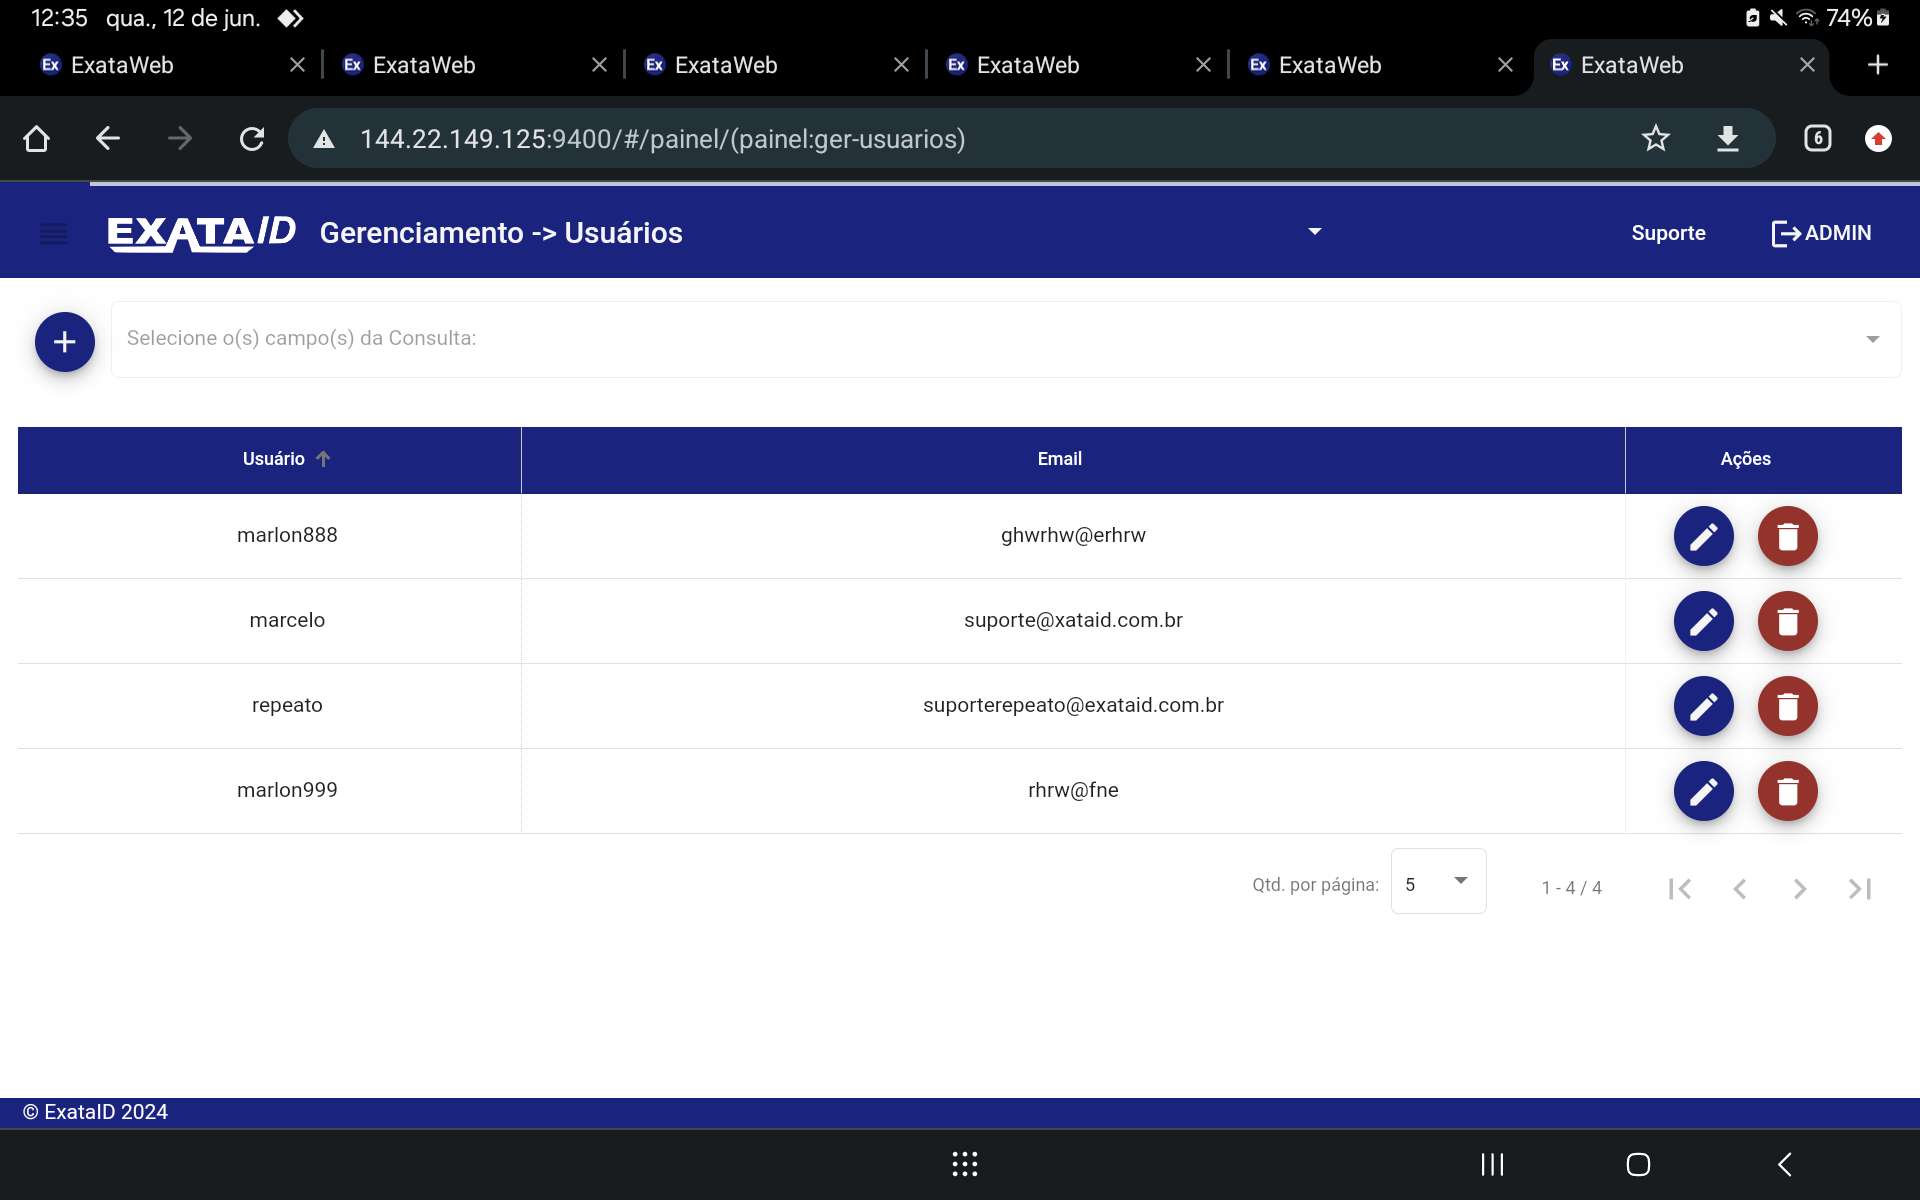 12:35 qua., 12 de jun. 74%
Ex ExataWeb Ex ExataWeb Ex ExataWeb Ex ExataWeb Ex ExataWeb Ex ExataWeb
144.22.149.125:9400/#/painel/(painel:ger-usuarios) 6
EXATAID Gerenciamento -> Usuários Suporte ADMIN
Selecione o(s) campo(s) da Consulta:
Usuário Email Ações
marlon888 ghwrhw@erhrw
marcelo suporte@xataid.com.br
repeato suporterepeato@exataid.com.br
marlon999 rhrw@fne
Qtd. por página: 5 1 - 4 / 4
© ExataID 2024